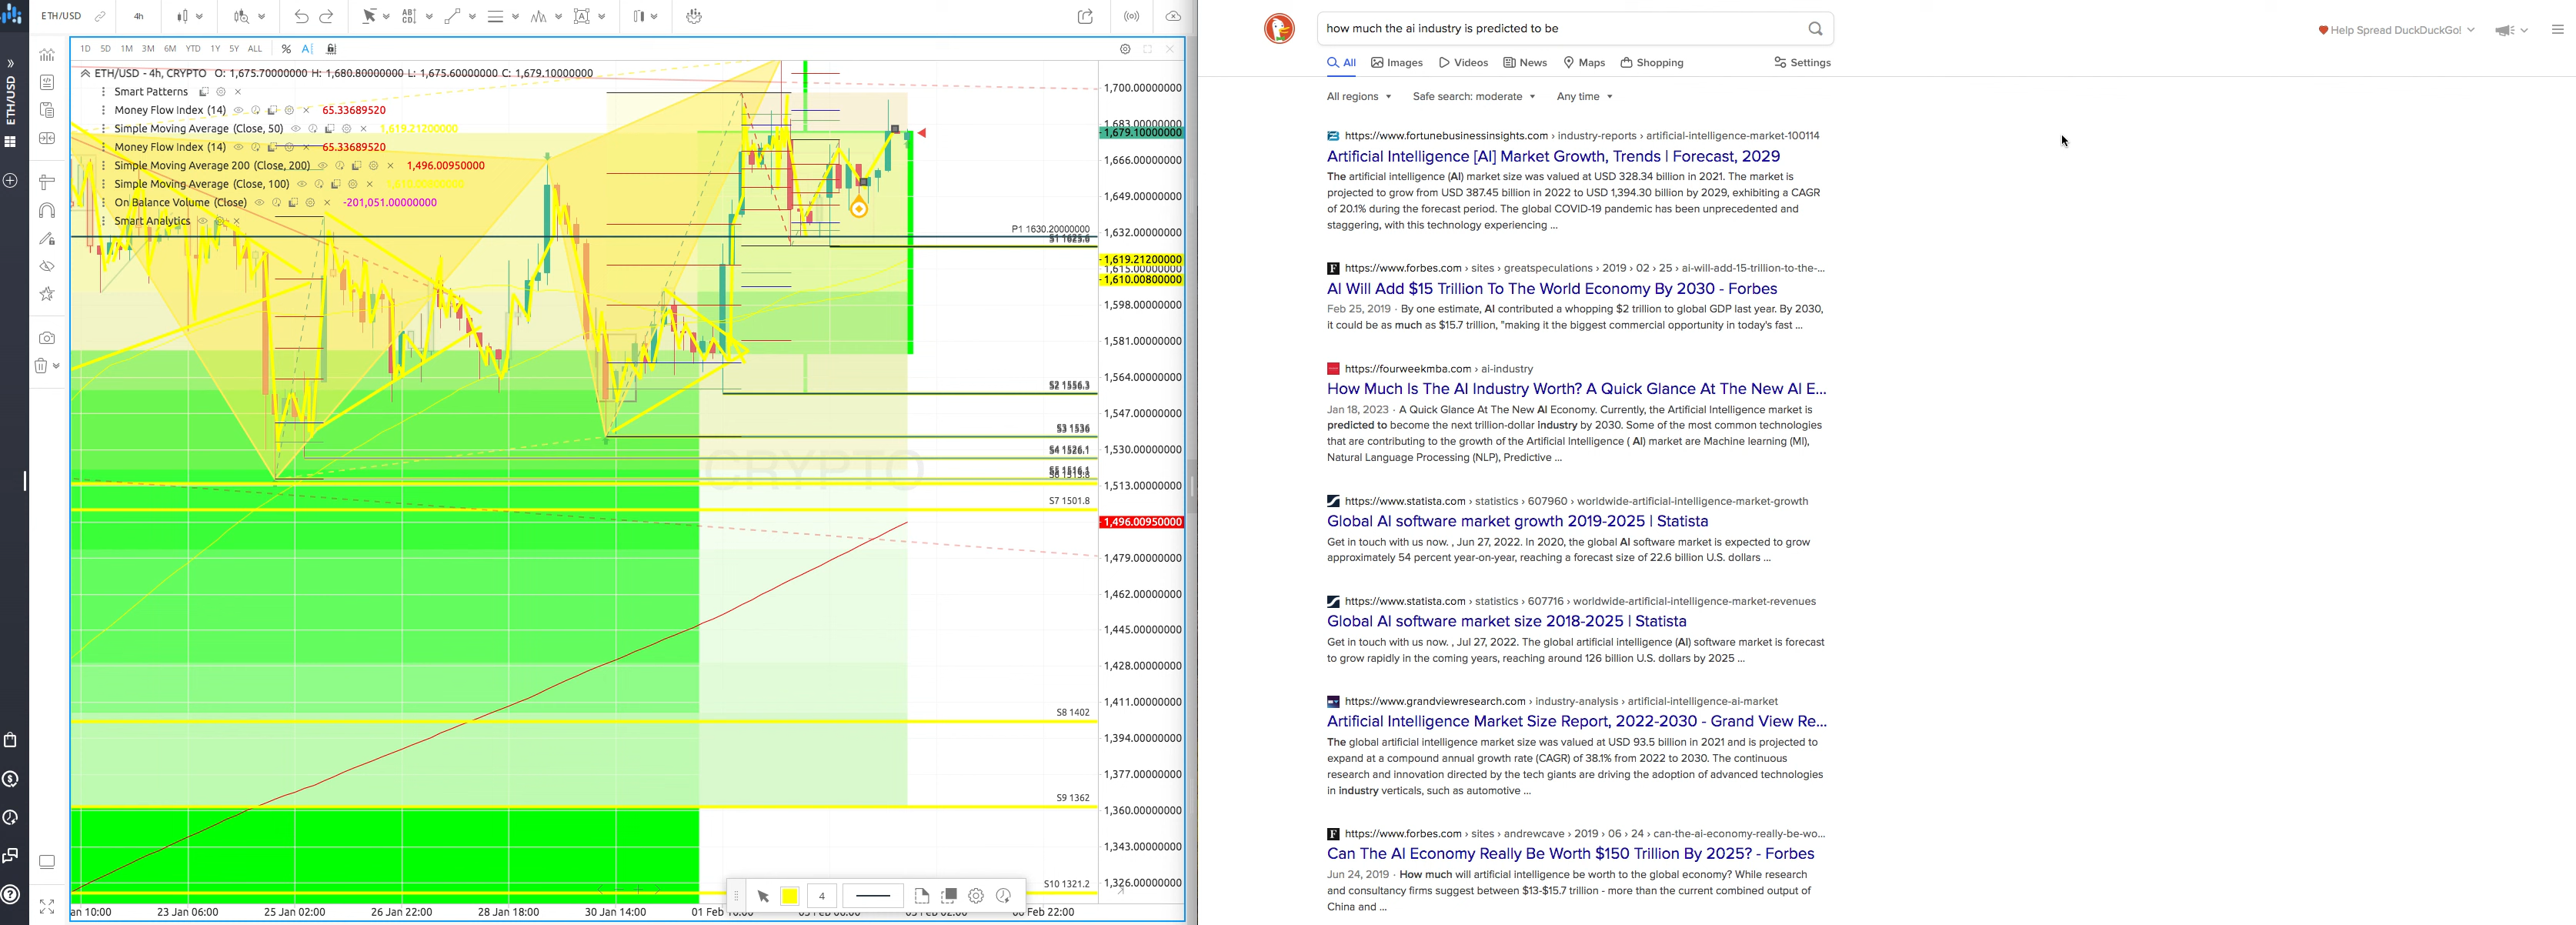 ETH/USD
4h
1D 5D 1M 3M 6M YTD 1Y 5Y ALL
ETH/USD - 4h, CRYPTO O: 1,675.70000000 H: 1,680.80000000 L: 1,675.60000000 C: 1,679.10000000
Smart Patterns
Money Flow Index (14) 65.33689520
Simple Moving Average (Close, 50) 1,619.21200000
Money Flow Index (14) 65.33689520
Simple Moving Average 200 (Close, 200) 1,496.00950000
Simple Moving Average (Close, 100) 1,610.00800000
On Balance Volume (Close) -201,051.00000000
Smart Analytics
ETH/USD
CRYPTO
P1 1630.20000000
S2 1556.3
S3 1536
S4 1526.1
S5 1516.1
S7 1501.8
S8 1402
S9 1362
S10 1321.2
1,700.00000000
1,683.00000000
1,679.10000000
1,666.00000000
1,649.00000000
1,632.00000000
1,619.21200000
1,615.00000000
1,610.00800000
1,598.00000000
1,581.00000000
1,564.00000000
1,547.00000000
1,530.00000000
1,513.00000000
1,496.00950000
1,479.00000000
1,462.00000000
1,445.00000000
1,428.00000000
1,411.00000000
1,394.00000000
1,377.00000000
1,360.00000000
1,343.00000000
1,326.00000000
4
an 10:00 23 Jan 06:00 25 Jan 02:00 26 Jan 22:00 28 Jan 18:00 30 Jan 14:00 01 Feb Feb 22:00
how much the ai industry is predicted to be
Help Spread DuckDuckGo!
All Images Videos News Maps Shopping Settings
All regions Safe search: moderate Any time
https://www.fortunebusinessinsights.com › industry-reports › artificial-intelligence-market-100114
Artificial Intelligence [AI] Market Growth, Trends | Forecast, 2029
The artificial intelligence (AI) market size was valued at USD 328.34 billion in 2021. The market is
projected to grow from USD 387.45 billion in 2022 to USD 1,394.30 billion by 2029, exhibiting a CAGR
of 20.1% during the forecast period. The global COVID-19 pandemic has been unprecedented and
staggering, with this technology experiencing ...
https://www.forbes.com › sites › greatspeculations › 2019 › 02 › 25 › ai-will-add-15-trillion-to-the-...
AI Will Add $15 Trillion To The World Economy By 2030 - Forbes
Feb 25, 2019 · By one estimate, AI contributed a whopping $2 trillion to global GDP last year. By 2030,
it could be as much as $15.7 trillion, "making it the biggest commercial opportunity in today's fast ...
https://fourweekmba.com › ai-industry
How Much Is The AI Industry Worth? A Quick Glance At The New AI E...
Jan 18, 2023 · A Quick Glance At The New AI Economy. Currently, the Artificial Intelligence market is
predicted to become the next trillion-dollar industry by 2030. Some of the most common technologies
that are contributing to the growth of the Artificial Intelligence ( AI) market are Machine learning (Ml),
Natural Language Processing (NLP), Predictive ...
https://www.statista.com › statistics › 607960 › worldwide-artificial-intelligence-market-growth
Global AI software market growth 2019-2025 | Statista
Get in touch with us now. , Jun 27, 2022. In 2020, the global AI software market is expected to grow
approximately 54 percent year-on-year, reaching a forecast size of 22.6 billion U.S. dollars ...
https://www.statista.com › statistics › 607716 › worldwide-artificial-intelligence-market-revenues
Global AI software market size 2018-2025 | Statista
Get in touch with us now. , Jul 27, 2022. The global artificial intelligence (AI) software market is forecast
to grow rapidly in the coming years, reaching around 126 billion U.S. dollars by 2025 ...
https://www.grandviewresearch.com › industry-analysis › artificial-intelligence-ai-market
Artificial Intelligence Market Size Report, 2022-2030 - Grand View Re...
The global artificial intelligence market size was valued at USD 93.5 billion in 2021 and is projected to
expand at a compound annual growth rate (CAGR) of 38.1% from 2022 to 2030. The continuous
research and innovation directed by the tech giants are driving the adoption of advanced technologies
in industry verticals, such as automotive ...
https://www.forbes.com › sites › andrewcave › 2019 › 06 › 24 › can-the-ai-economy-really-be-wo...
Can The AI Economy Really Be Worth $150 Trillion By 2025? - Forbes
Jun 24, 2019 · How much will artificial intelligence be worth to the global economy? While research
and consultancy firms suggest between $13-$15.7 trillion - more than the current combined output of
China and ...